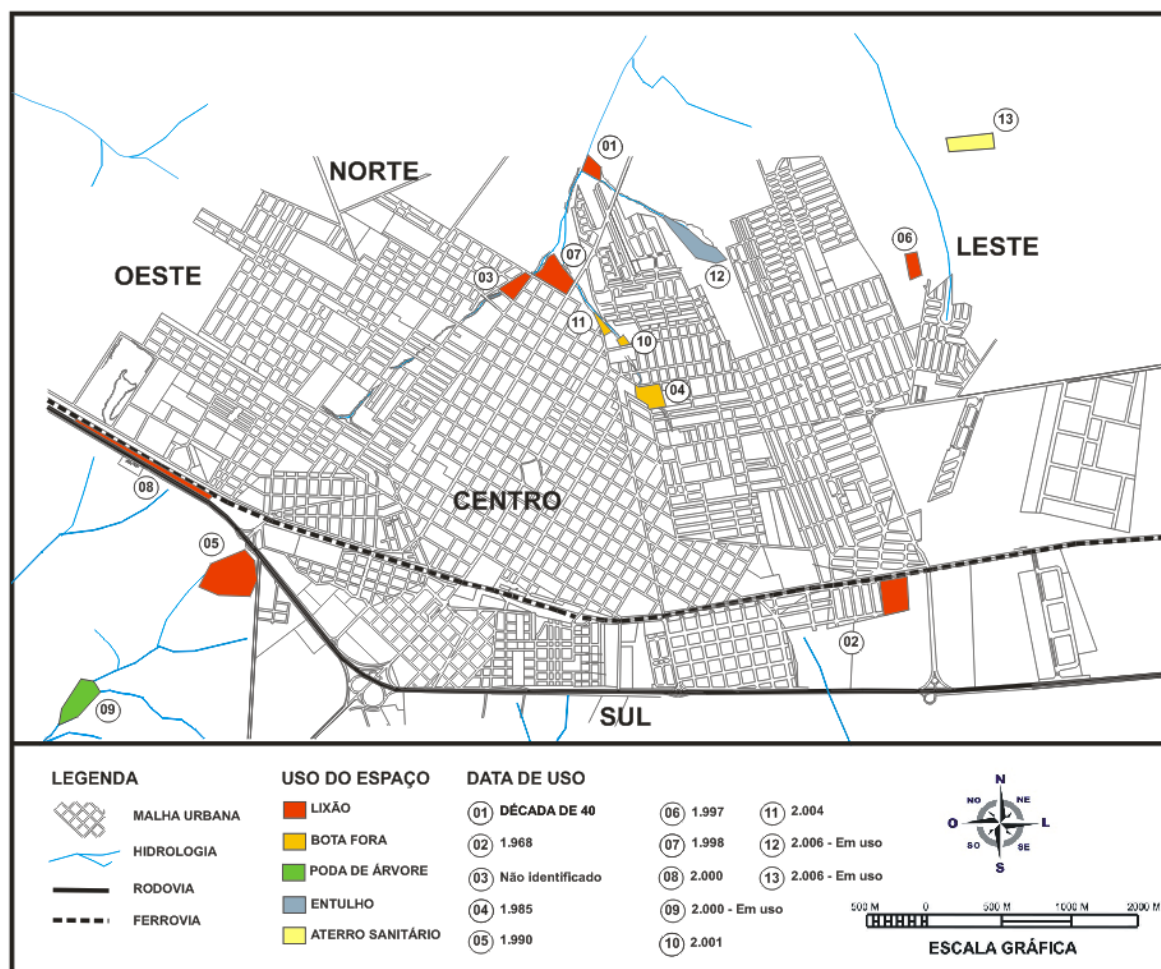 13
01
NORTE
06
LESTE
07
OESTE
03
12
11
10
04
CENTRO
08
05
02
09
SUL
LEGENDA
MALHA URBANA
HIDROLOGIA
RODOVIA
FERROVIA
USO DO ESPAÇO
LIXÃO
BOTA FORA
PODA DE ÁRVORE
ENTULHO
ATERRO SANITÁRIO
DATA DE USO
01 DÉCADA DE 40
02 1.968
03 Não identificado
04 1.985
05 1.990
06 1.997
07 1.998
08 2.000
09 2.000 - Em uso
10 2.001
11 2.004
12 2.006 - Em uso
13 2.006 - Em uso
N
NO NE
O L
SO SE
S
500 M 0 500 M 1000 M 2000 M
ESCALA GRÁFICA